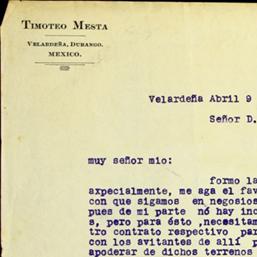 TIMOTEO MESTA
VELARDEÑA, DURANGO.
MEXICO.
Velardeña Abril 9
Señor D.
muy señor mio:
formo la
axpecialmente, me aga el fav
con que sigamos en negosios
pues de mi parte nó hay inc
s, pero para ésto ,necesitam
tro contrato respectivo par
con los avitantes de allí p
apoderar de dichos terrenos